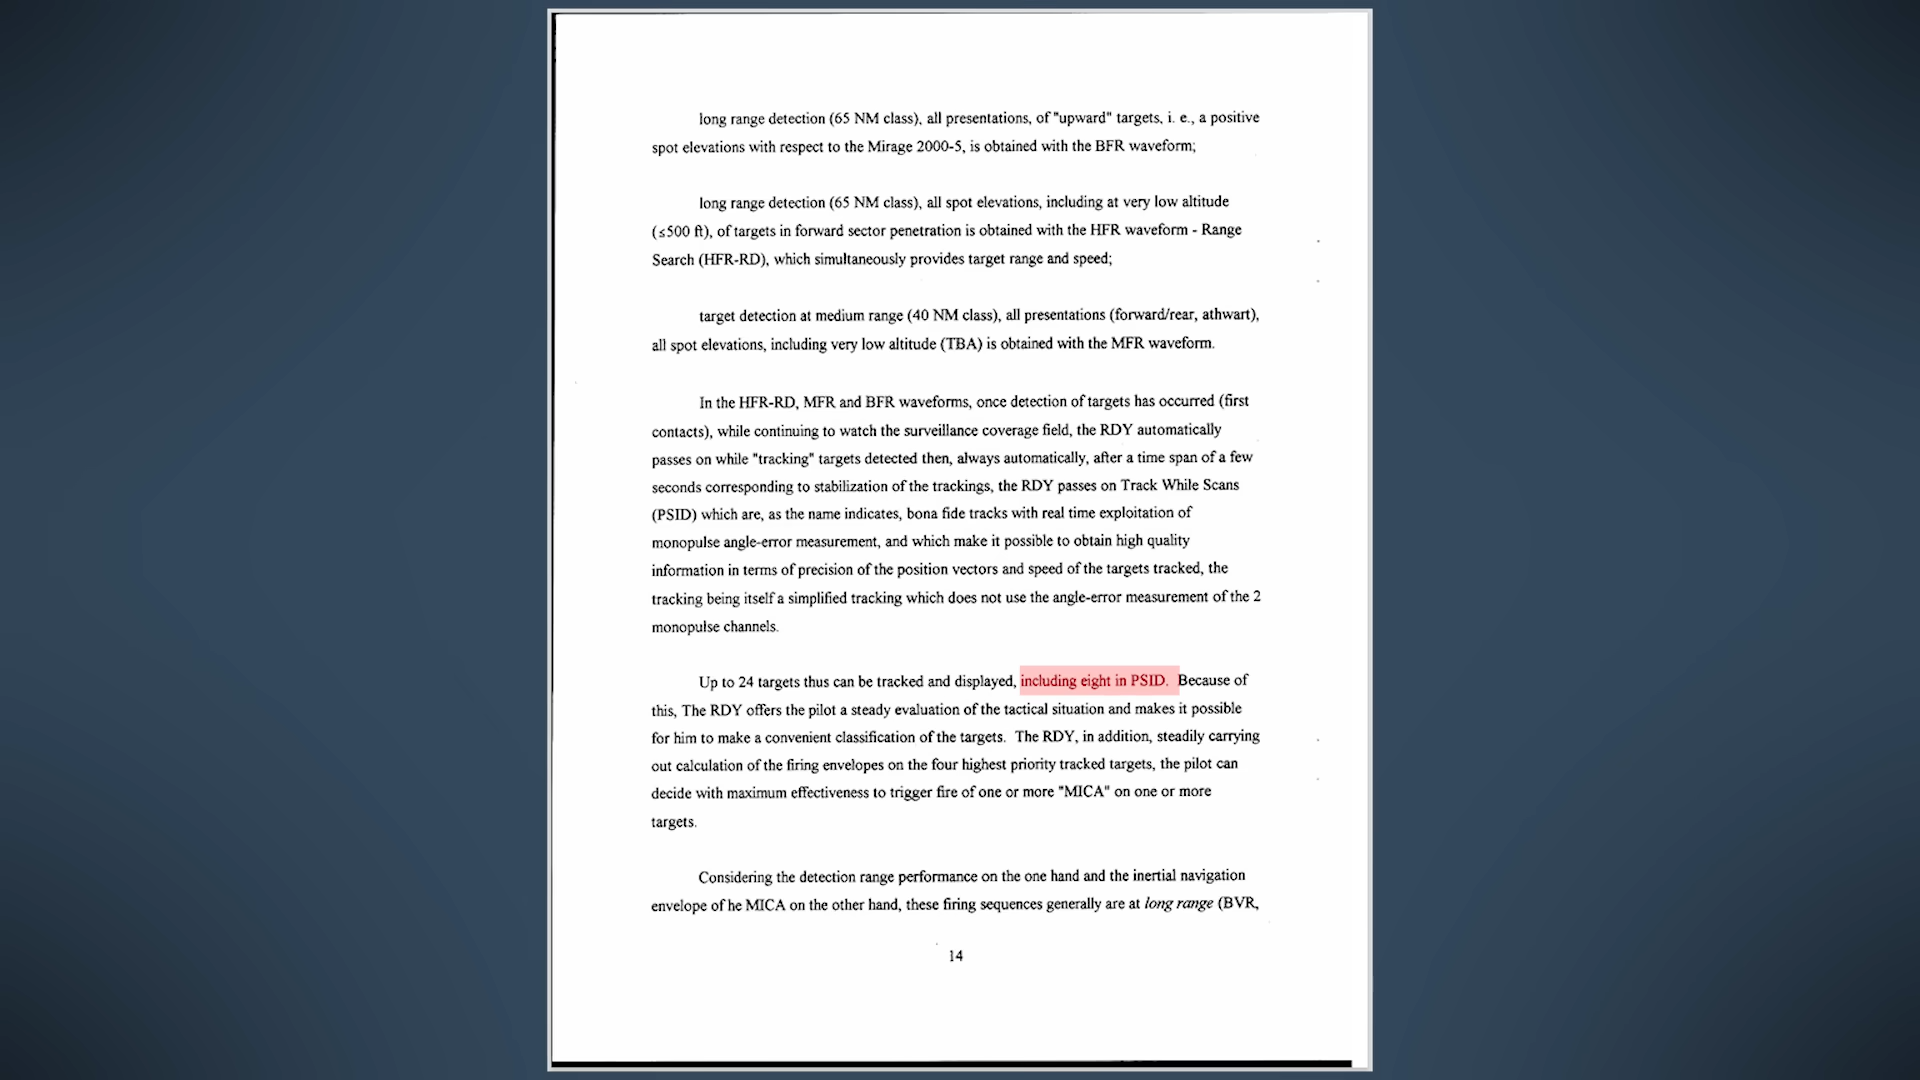 long range detection (65 NM class), all presentations, of "upward" targets, i. e., a positive
spot elevations with respect to the Mirage 2000-5, is obtained with the BFR waveform;
long range detection (65 NM class), all spot elevations, including at very low altitude
(≤500 ft), of targets in forward sector penetration is obtained with the HFR waveform - Range
Search (HFR-RD), which simultaneously provides target range and speed;
target detection at medium range (40 NM class), all presentations (forward/rear, athwart),
all spot elevations, including very low altitude (TBA) is obtained with the MFR waveform.
In the HFR-RD, MFR and BFR waveforms, once detection of targets has occurred (first
contacts), while continuing to watch the surveillance coverage field, the RDY automatically
passes on while "tracking" targets detected then, always automatically, after a time span of a few
seconds corresponding to stabilization of the trackings, the RDY passes on Track While Scans
(PSID) which are, as the name indicates, bona fide tracks with real time exploitation of
monopulse angle-error measurement, and which make it possible to obtain high quality
information in terms of precision of the position vectors and speed of the targets tracked, the
tracking being itself a simplified tracking which does not use the angle-error measurement of the 2
monopulse channels.
Up to 24 targets thus can be tracked and displayed, including eight in PSID. Because of
this, The RDY offers the pilot a steady evaluation of the tactical situation and makes it possible
for him to make a convenient classification of the targets. The RDY, in addition, steadily carrying
out calculation of the firing envelopes on the four highest priority tracked targets, the pilot can
decide with maximum effectiveness to trigger fire of one or more "MICA" on one or more
targets.
Considering the detection range performance on the one hand and the inertial navigation
envelope of he MICA on the other hand, these firing sequences generally are at long range (BVR,
14